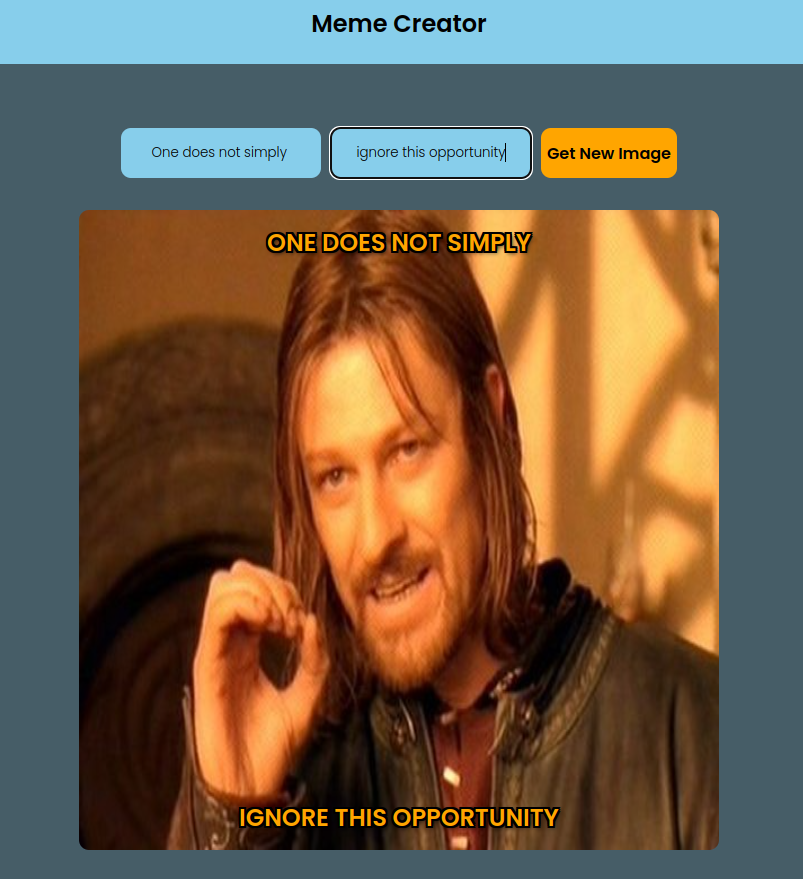 Meme Creator
One does not simply
ignore this opportunity
Get New Image
ONE DOES NOT SIMPLY
IGNORE THIS OPPORTUNITY